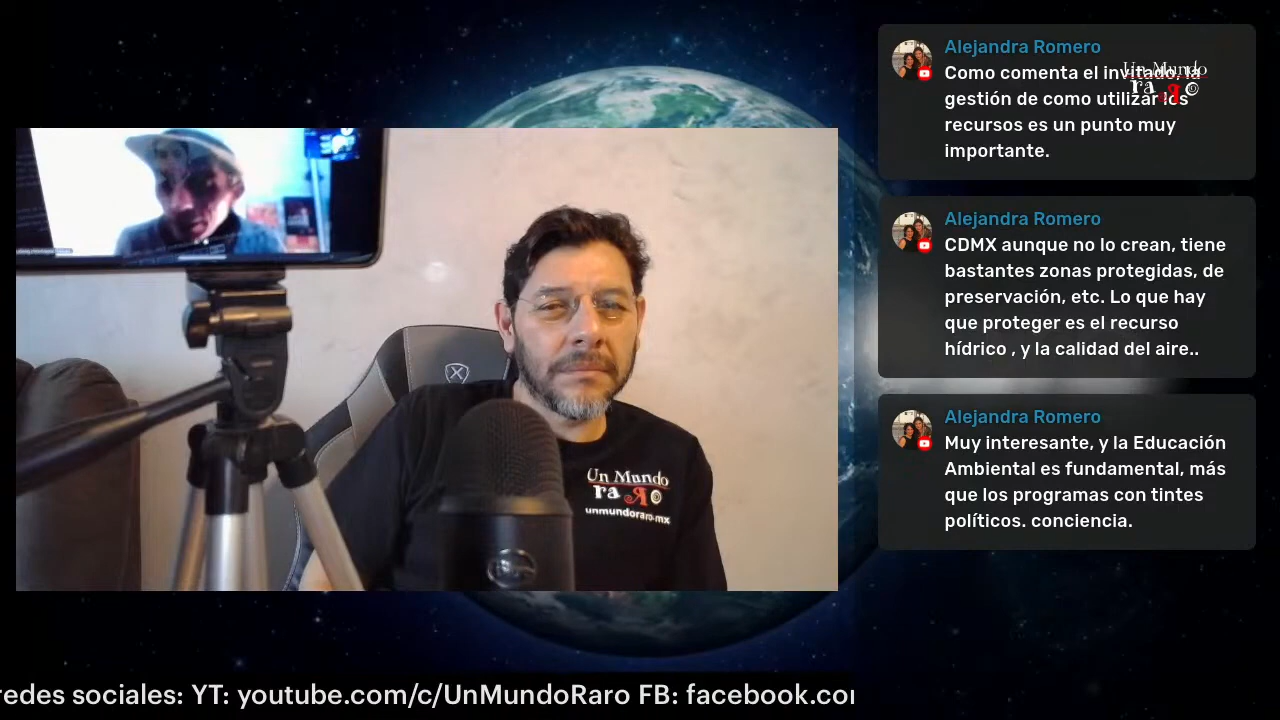 Alejandra Romero
Como comenta el invitado, la
gestión de como utilizar los
recursos es un punto muy
importante.
Un Mundo
raRo
Alejandra Romero
CDMX aunque no lo crean, tiene
bastantes zonas protegidas, de
preservación, etc. Lo que hay
que proteger es el recurso
hídrico , y la calidad del aire..
Alejandra Romero
Muy interesante, y la Educación
Ambiental es fundamental, más
que los programas con tintes
políticos. conciencia.
Un Mundo
raRo
unmundoraro.mx
redes sociales: YT: youtube.com/c/UnMundoRaro FB: facebook.co